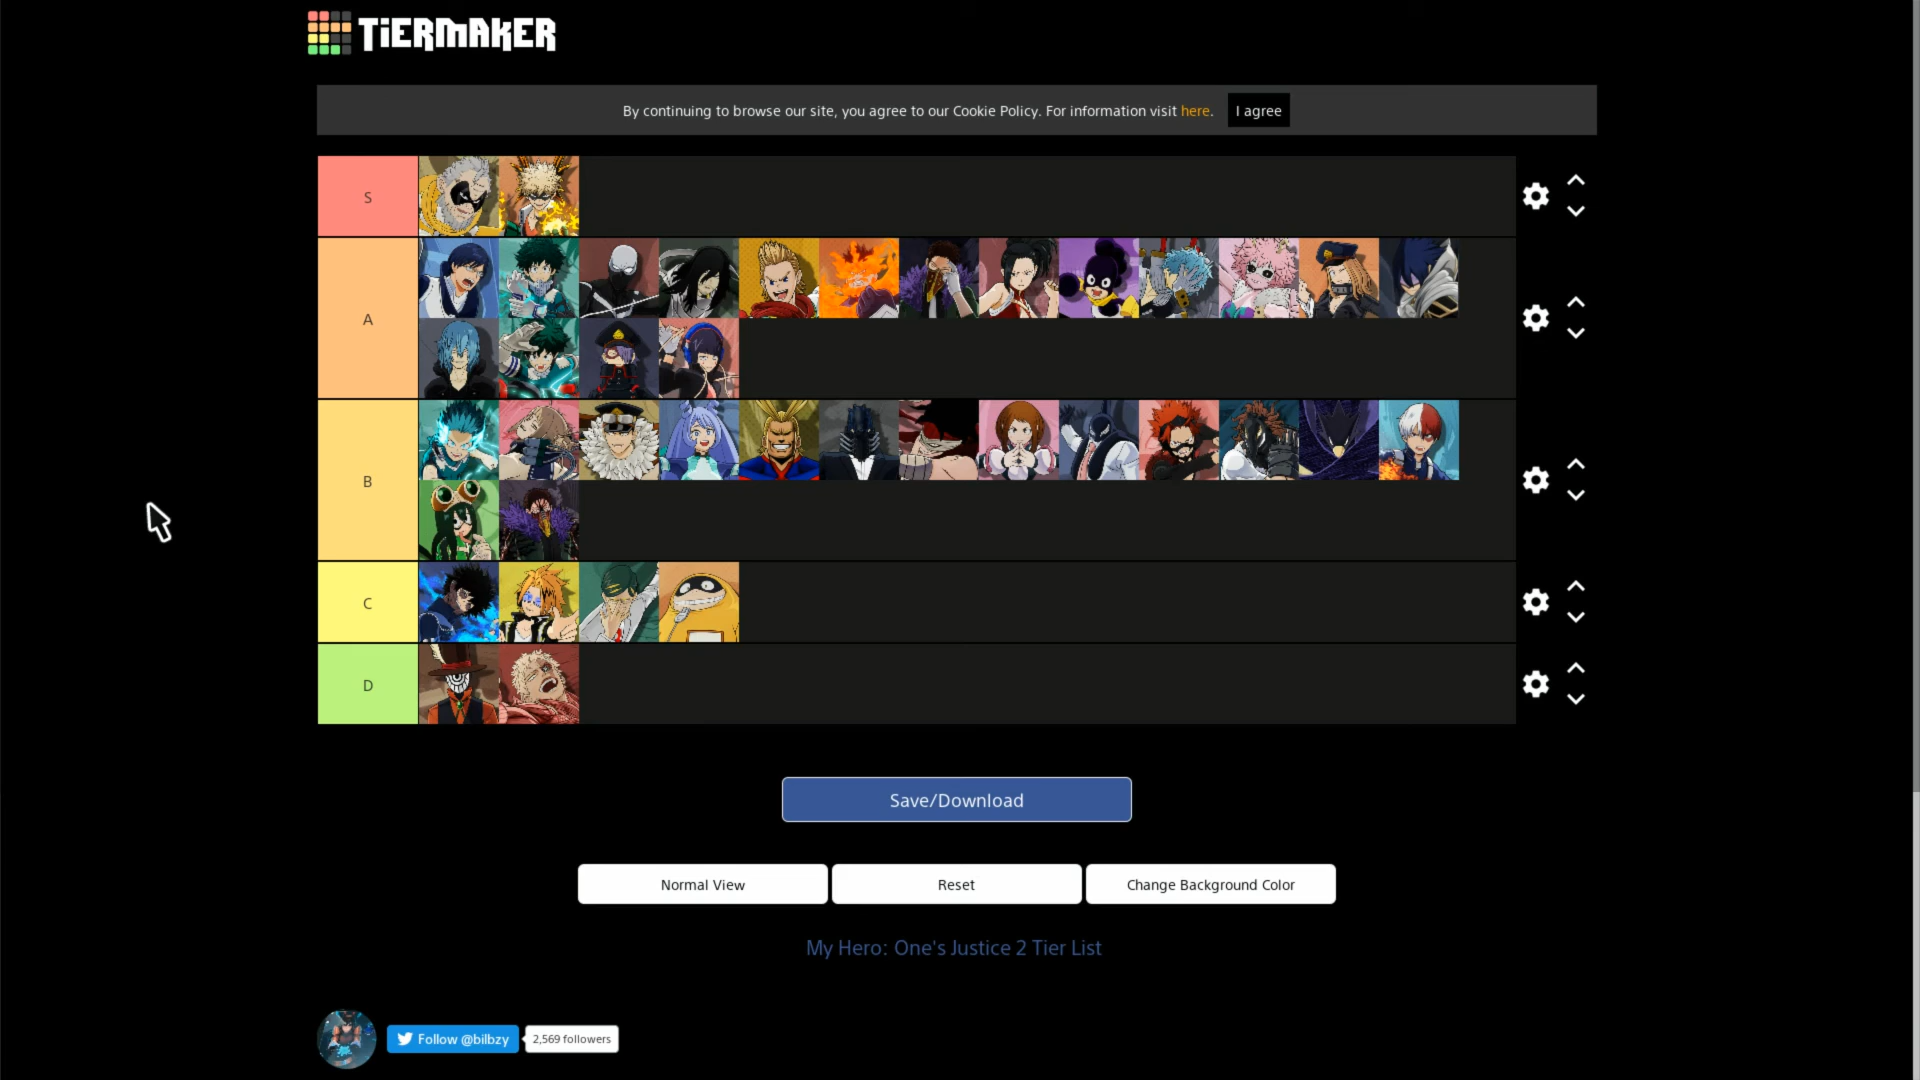 TiERMAKER
By continuing to browse our site, you agree to our Cookie Policy. For information visit here. I agree
S
A
B
C
D
Save/Download
Normal View Reset Change Background Color
My Hero: One's Justice 2 Tier List
Follow @bilbzy 2,569 followers